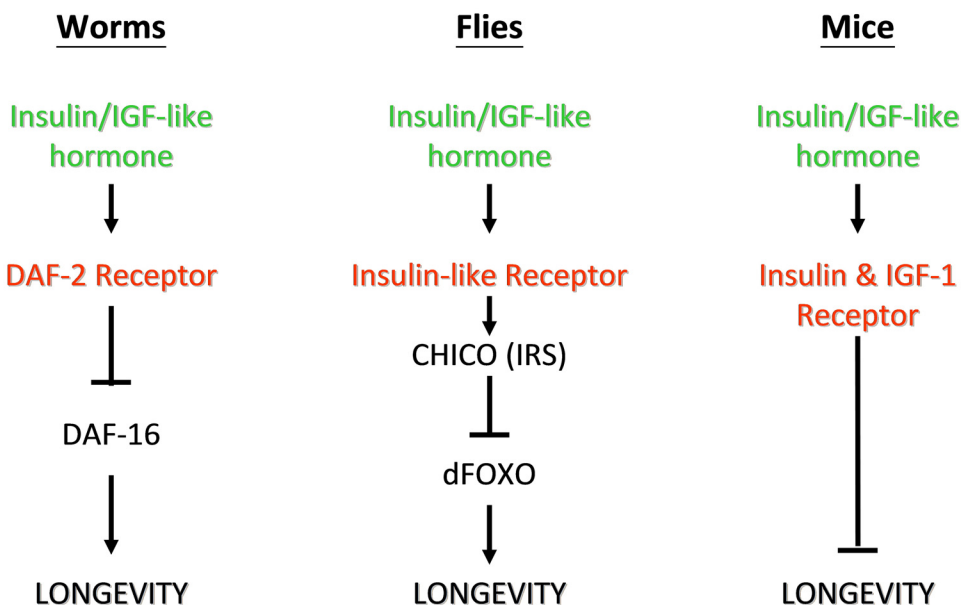 Worms
Insulin/IGF-like
hormone
DAF-2 Receptor
DAF-16
LONGEVITY
Flies
Insulin/IGF-like
hormone
Insulin-like Receptor
CHICO (IRS)
dFOXO
LONGEVITY
Mice
Insulin/IGF-like
hormone
Insulin & IGF-1
Receptor
LONGEVITY